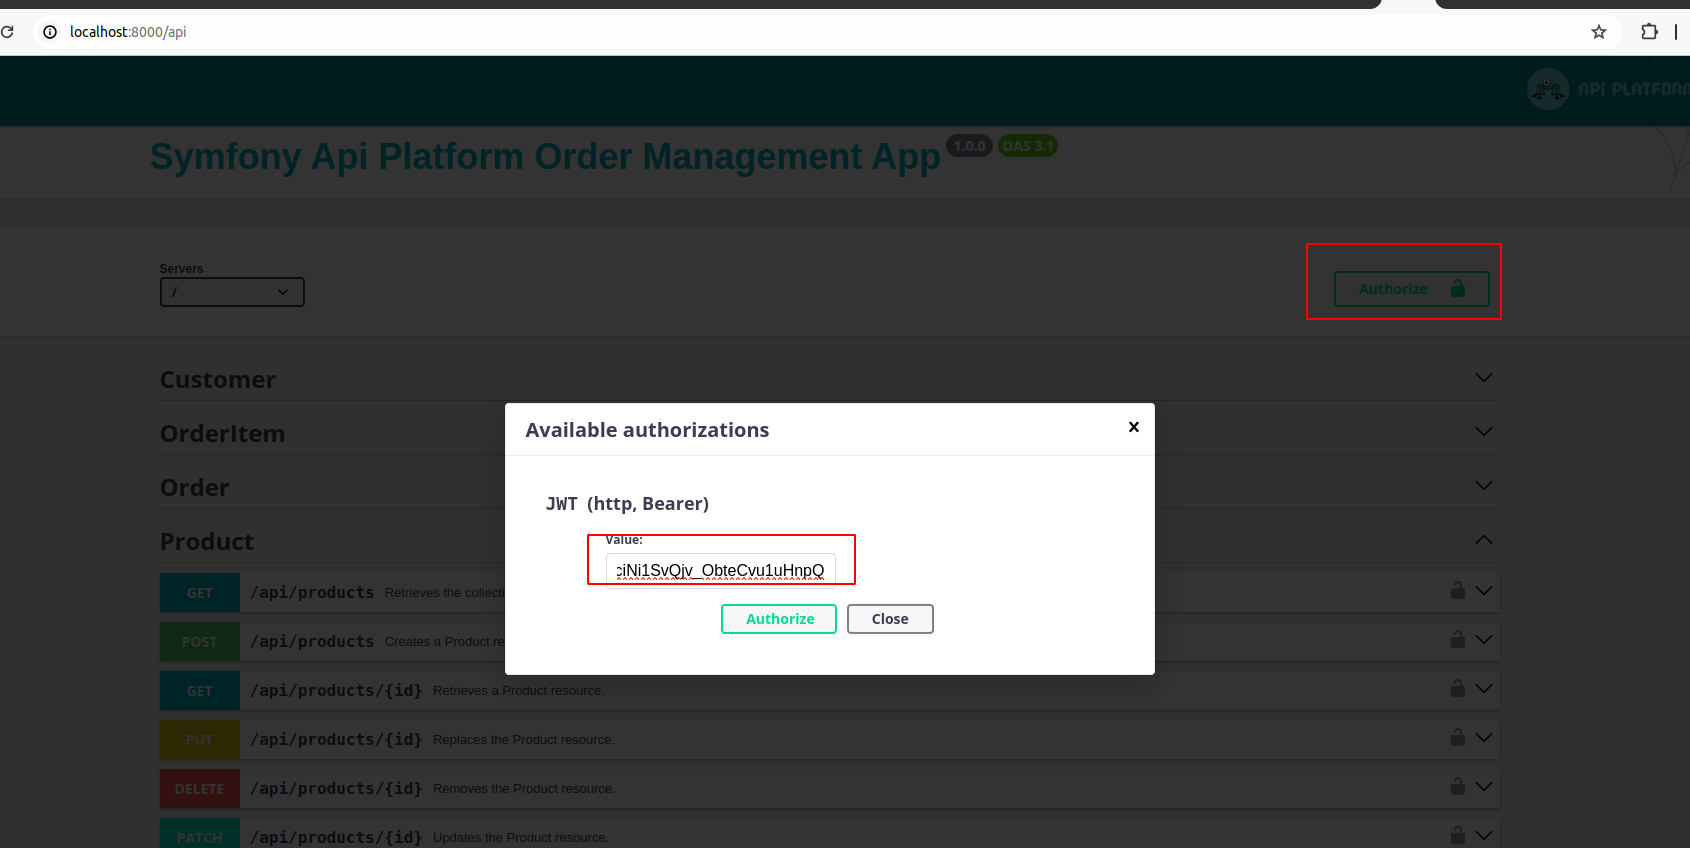 localhost:8000/api
API PLATFORM
Symfony Api Platform Order Management App 1.0.0 OAS 3.1
Servers
/
Authorize
Customer
OrderItem
Order
Product
Available authorizations
x
JWT (http, Bearer)
Value:
ciNi1SvQjv_ObteCvu1uHnpQ
Authorize Close
GET /api/products Retrieves the collecti
POST /api/products Creates a Product re
GET /api/products/{id} Retrieves a Product resource.
PUT /api/products/{id} Replaces the Product resource.
DELETE /api/products/{id} Removes the Product resource.
PATCH /api/products/{id} Updates the Product resource.